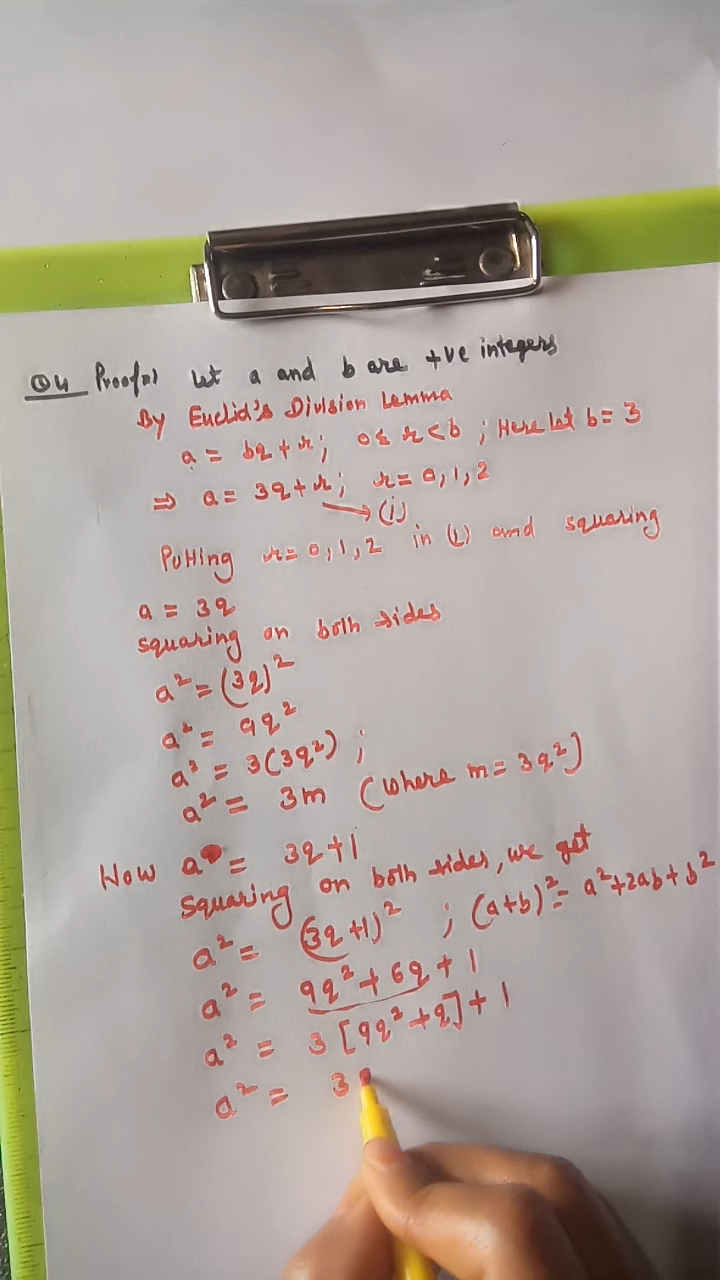 Q4 Proof(=) Let a and b are +ve integers
By Euclid's Division Lemma
a = bq + r; 0 ≤ r < b ; Here let b = 3
⇒ a = 3q + r; r = 0, 1, 2
→ (i)
Putting r = 0, 1, 2 in (i) and squaring
a = 3q
squaring on both sides
a² = (3q)²
a² = 9q²
a² = 3(3q²) ;
a² = 3m (where m = 3q²)
Now a = 3q + 1
Squaring on both sides, we get
a² = (3q + 1)² ; (a+b)² = a² + 2ab + b²
a² = 9q² + 6q + 1
a² = 3 [9q² + q] + 1
a² = 3